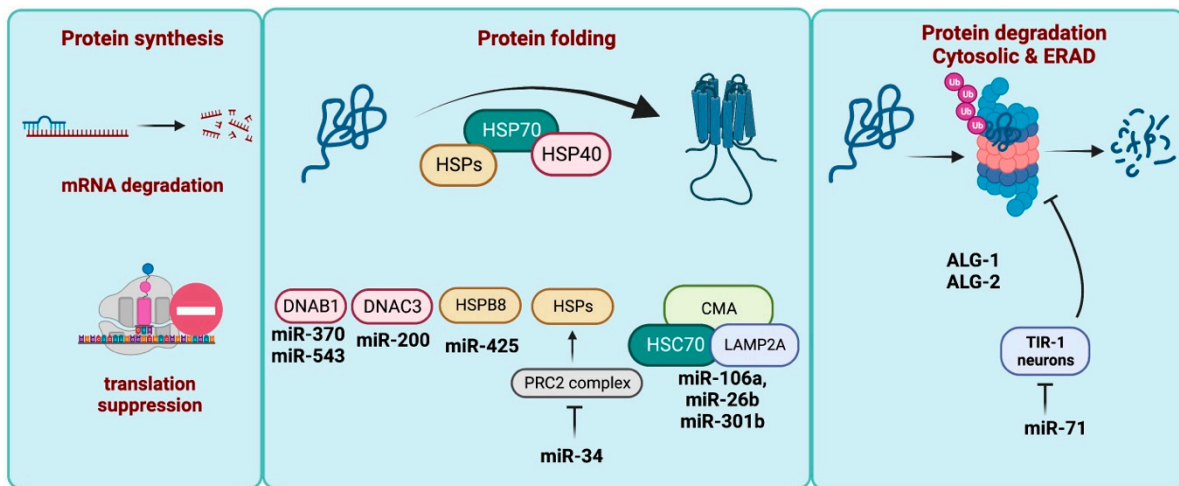 Protein synthesis
mRNA degradation
translation
suppression
Protein folding
HSP70
HSPs
HSP40
DNAB1
miR-370
miR-543
DNAC3
miR-200
HSPB8
miR-425
HSPs
PRC2 complex
miR-34
CMA
HSC70
LAMP2A
miR-106a,
miR-26b
miR-301b
Protein degradation
Cytosolic & ERAD
Ub
Ub
Ub
Ub
ALG-1
ALG-2
TIR-1
neurons
miR-71